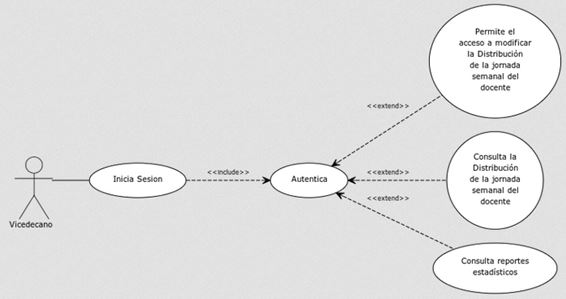 Permite el
acceso a modificar
la Distribución
de la jornada
semanal del
docente
<<extend>>
Vicedecano
Inicia Sesion
<<include>>
Autentica
<<extend>>
Consulta la
Distribución
de la jornada
semanal del
docente
<<extend>>
Consulta reportes
estadísticos